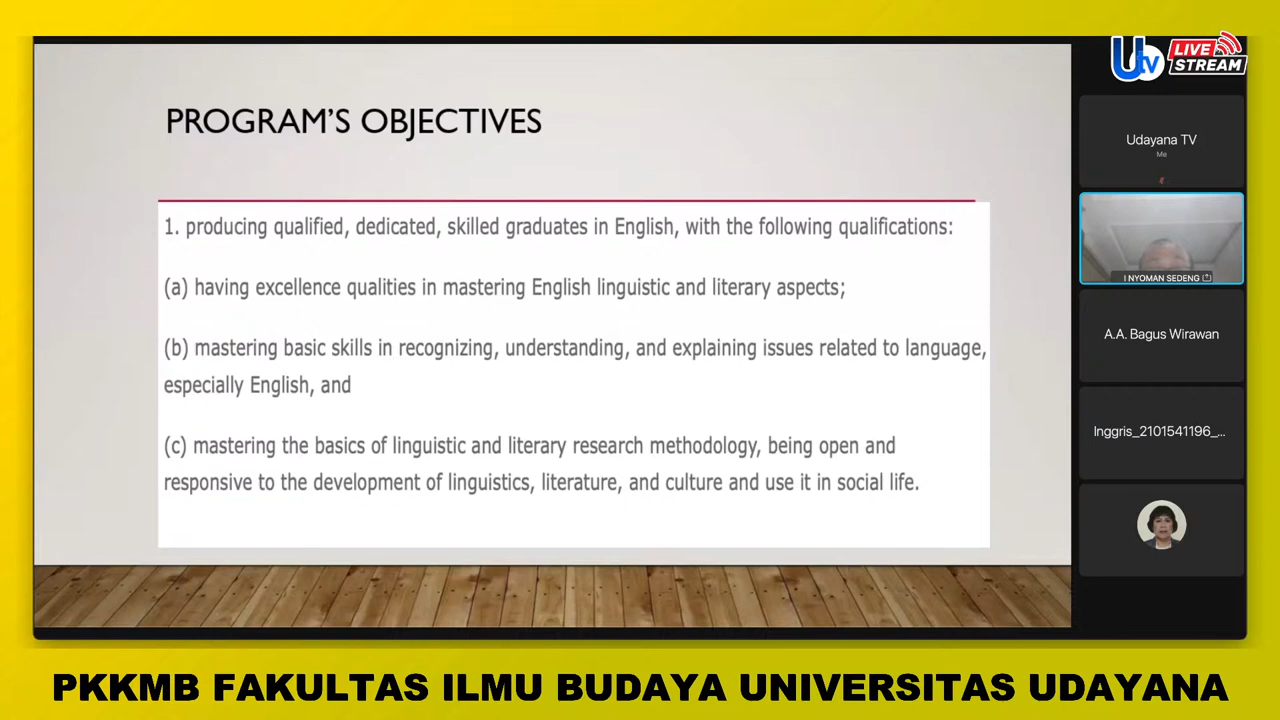 U tv
LIVE
STREAM
PROGRAM'S OBJECTIVES
1. producing qualified, dedicated, skilled graduates in English, with the following qualifications:
(a) having excellence qualities in mastering English linguistic and literary aspects;
(b) mastering basic skills in recognizing, understanding, and explaining issues related to language,
especially English, and
(c) mastering the basics of linguistic and literary research methodology, being open and
responsive to the development of linguistics, literature, and culture and use it in social life.
Udayana TV
Me
I NYOMAN SEDENG
A.A. Bagus Wirawan
Inggris_2101541196_...
PKKMB FAKULTAS ILMU BUDAYA UNIVERSITAS UDAYANA